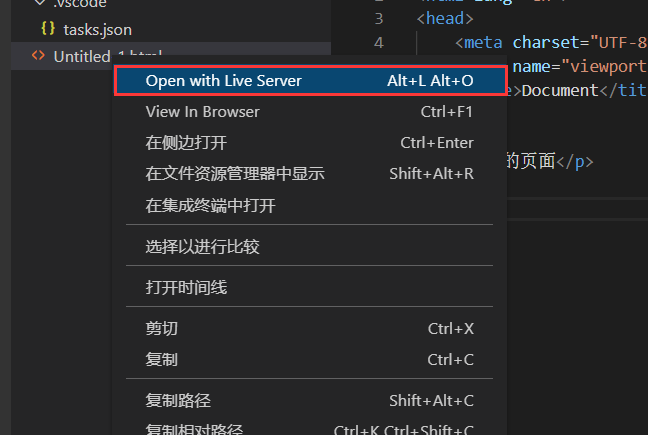 .vscode
tasks.json
Untitled-1.html
3 <head>
4 <meta charset="UTF-8
name="viewport
>Document</tit
的页面</p>
Open with Live Server Alt+L Alt+O
View In Browser Ctrl+F1
在侧边打开 Ctrl+Enter
在文件资源管理器中显示 Shift+Alt+R
在集成终端中打开
选择以进行比较
打开时间线
剪切 Ctrl+X
复制 Ctrl+C
复制路径 Shift+Alt+C
复制相对路径 Ctrl+K Ctrl+Shift+C